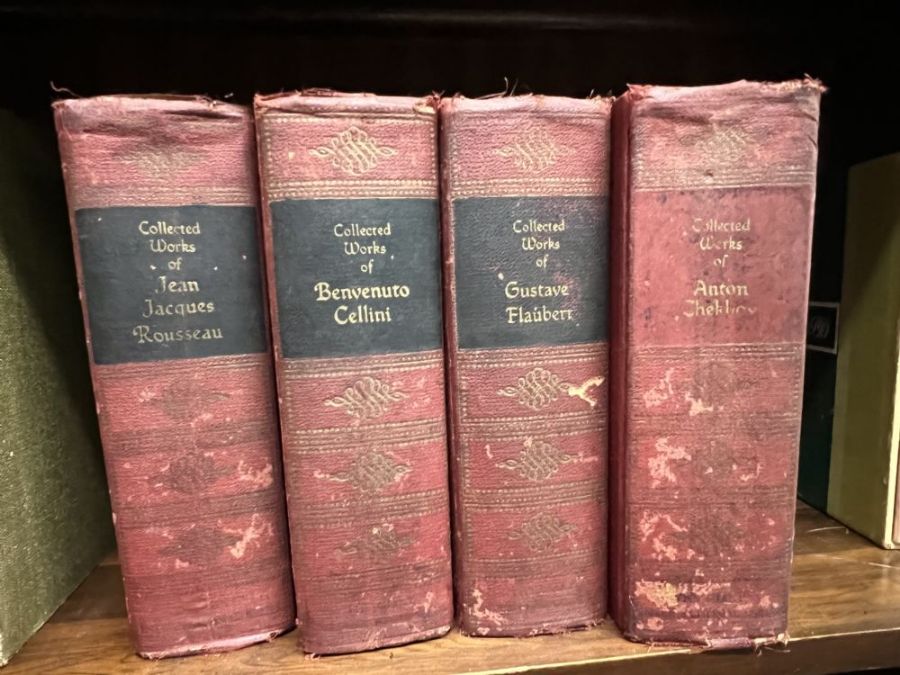 Collected
Works
of
Jean
Jacques
Rousseau
Collected
Works
of
Benvenuto
Cellini
Collected
Works
of
Gustave
Flaubert
Collected
Works
of
Anton
Chekhov